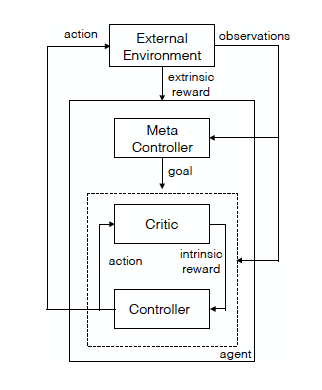 action
External
Environment
observations
extrinsic
reward
Meta
Controller
goal
Critic
action
intrinsic
reward
Controller
agent